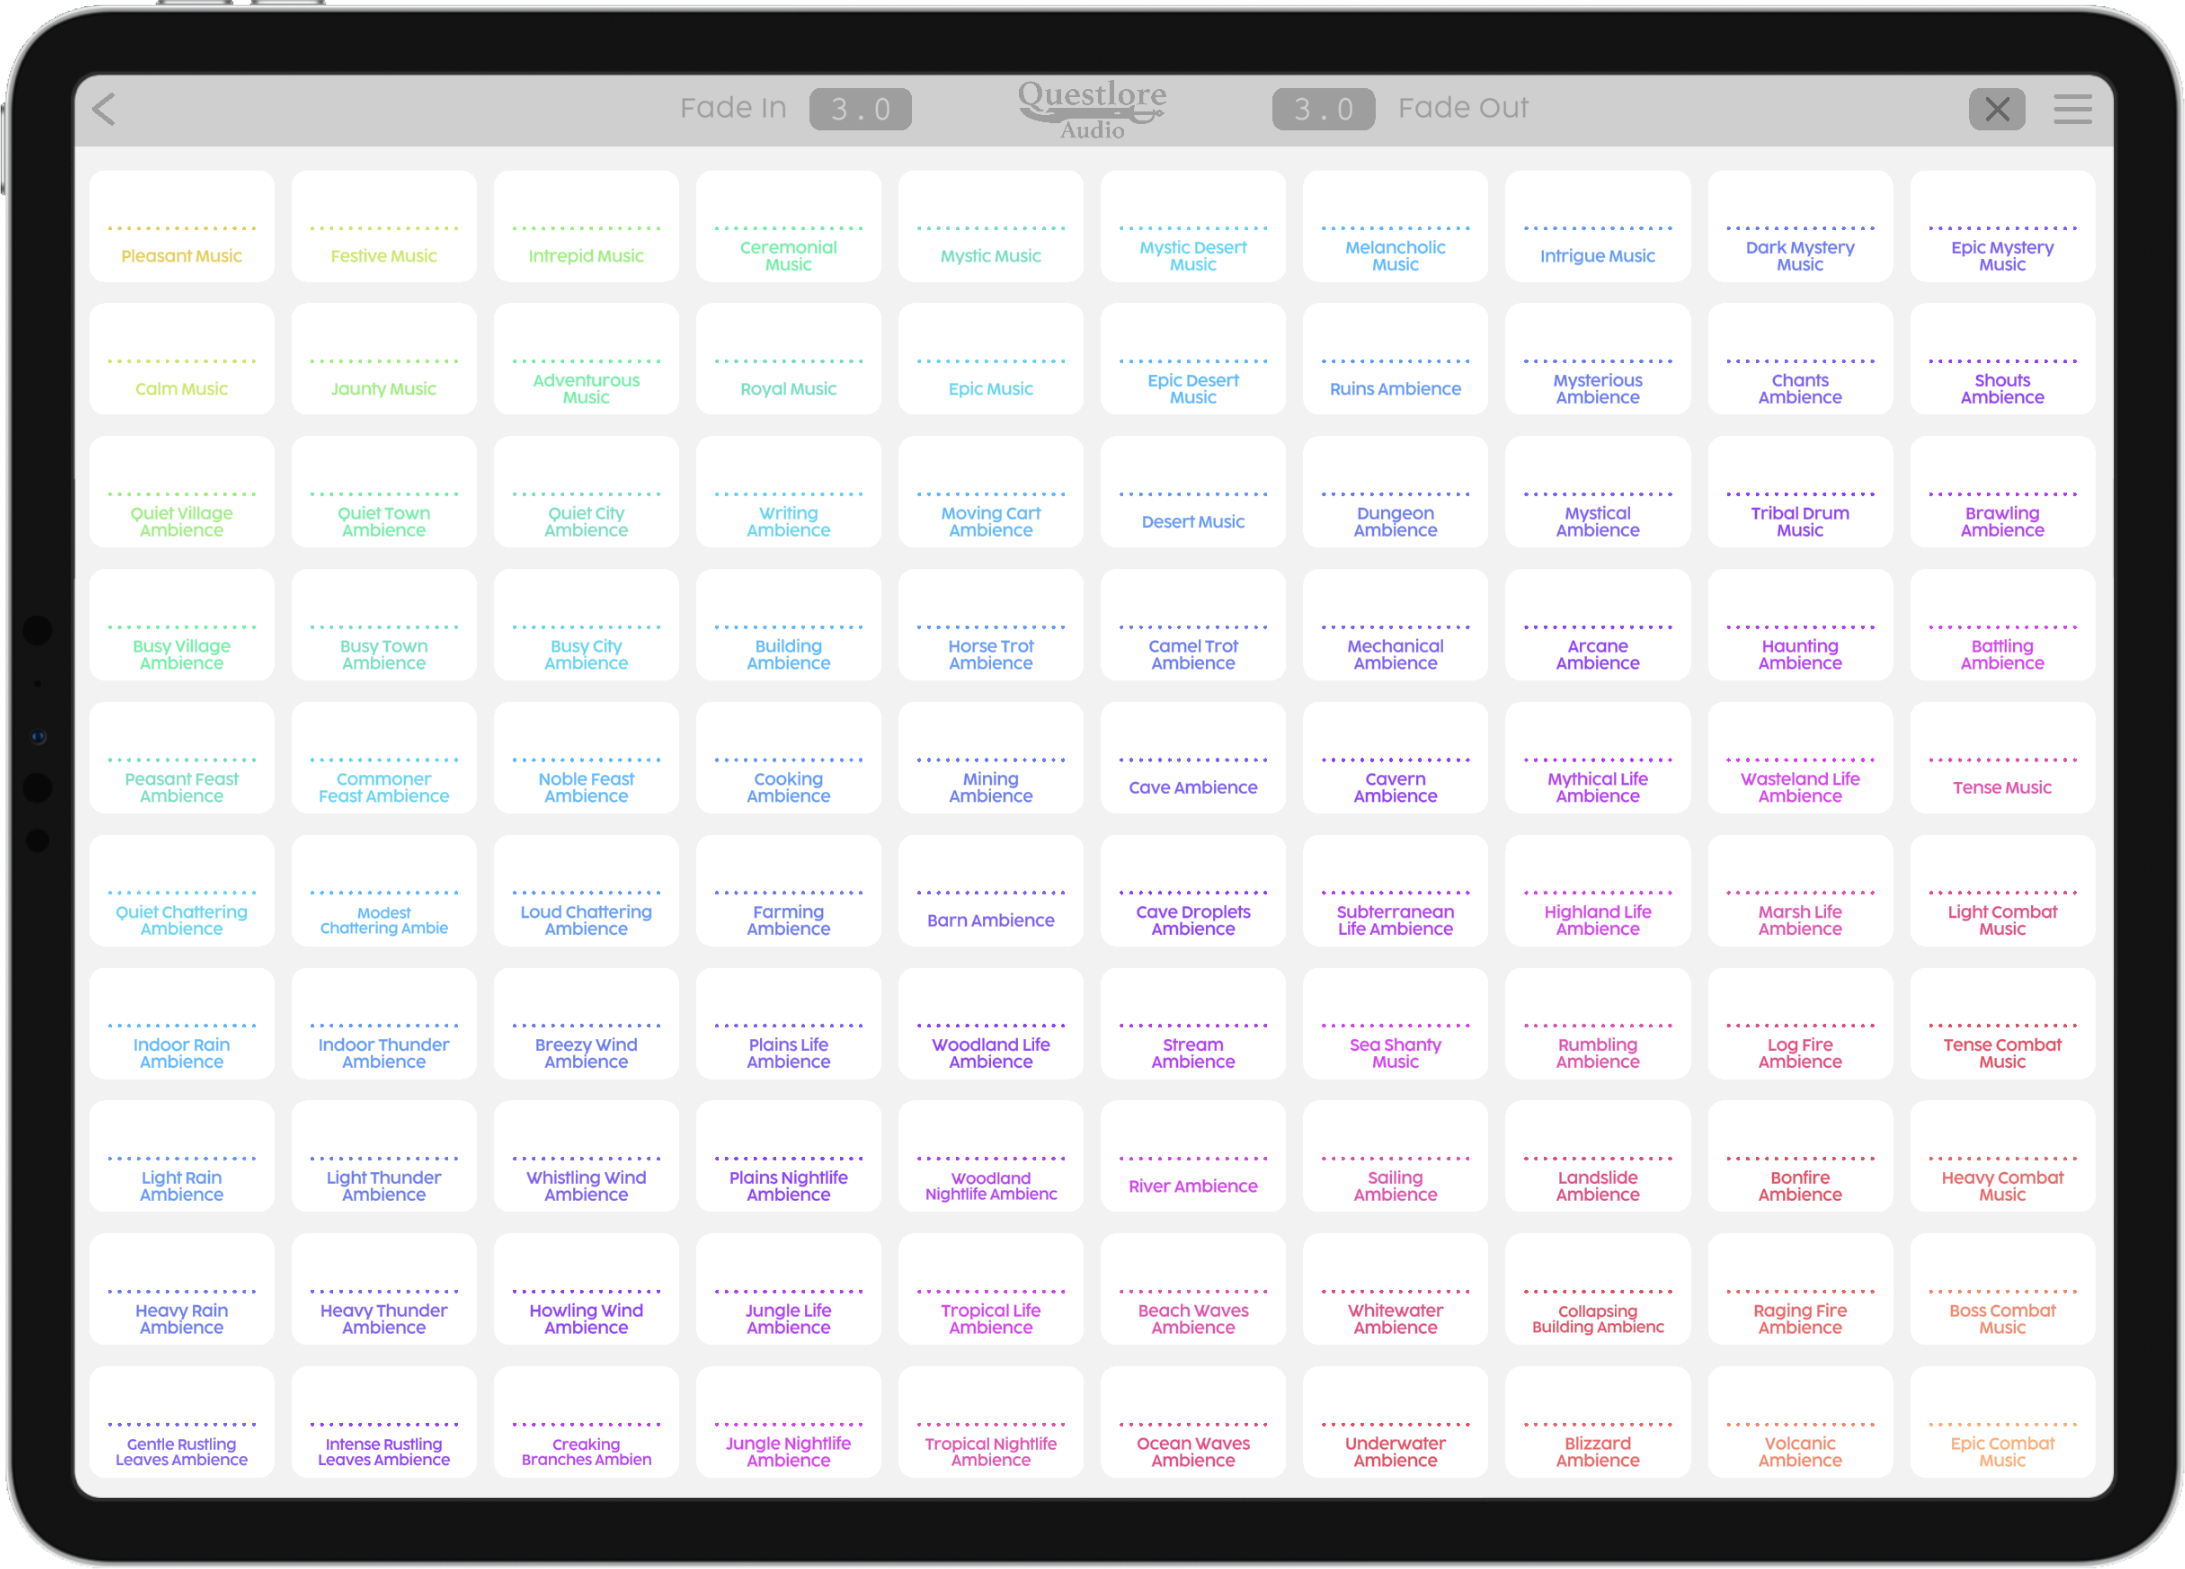 Fade In 3.0 Questlore 3.0 Fade Out
Audio
Pleasant Music
Festive Music
Intrepid Music
Ceremonial
Music
Mystic Music
Mystic Desert
Music
Melancholic
Music
Intrigue Music
Dark Mystery
Music
Epic Mystery
Music
Calm Music
Jaunty Music
Adventurous
Music
Royal Music
Epic Music
Epic Desert
Music
Ruins Ambience
Mysterious
Ambience
Chants
Ambience
Shouts
Ambience
Quiet Village
Ambience
Quiet Town
Ambience
Quiet City
Ambience
Writing
Ambience
Moving Cart
Ambience
Desert Music
Dungeon
Ambience
Mystical
Ambience
Tribal Drum
Music
Brawling
Ambience
Busy Village
Ambience
Busy Town
Ambience
Busy City
Ambience
Building
Ambience
Horse Trot
Ambience
Camel Trot
Ambience
Mechanical
Ambience
Arcane
Ambience
Haunting
Ambience
Battling
Ambience
Peasant Feast
Ambience
Commoner
Feast Ambience
Noble Feast
Ambience
Cooking
Ambience
Mining
Ambience
Cave Ambience
Cavern
Ambience
Mythical Life
Ambience
Wasteland Life
Ambience
Tense Music
Quiet Chattering
Ambience
Modest
Chattering Ambie
Loud Chattering
Ambience
Farming
Ambience
Barn Ambience
Cave Droplets
Ambience
Subterranean
Life Ambience
Highland Life
Ambience
Marsh Life
Ambience
Light Combat
Music
Indoor Rain
Ambience
Indoor Thunder
Ambience
Breezy Wind
Ambience
Plains Life
Ambience
Woodland Life
Ambience
Stream
Ambience
Sea Shanty
Music
Rumbling
Ambience
Log Fire
Ambience
Tense Combat
Music
Light Rain
Ambience
Light Thunder
Ambience
Whistling Wind
Ambience
Plains Nightlife
Ambience
Woodland
Nightlife Ambienc
River Ambience
Sailing
Ambience
Landslide
Ambience
Bonfire
Ambience
Heavy Combat
Music
Heavy Rain
Ambience
Heavy Thunder
Ambience
Howling Wind
Ambience
Jungle Life
Ambience
Tropical Life
Ambience
Beach Waves
Ambience
Whitewater
Ambience
Collapsing
Building Ambienc
Raging Fire
Ambience
Boss Combat
Music
Gentle Rustling
Leaves Ambience
Intense Rustling
Leaves Ambience
Creaking
Branches Ambien
Jungle Nightlife
Ambience
Tropical Nightlife
Ambience
Ocean Waves
Ambience
Underwater
Ambience
Blizzard
Ambience
Volcanic
Ambience
Epic Combat
Music